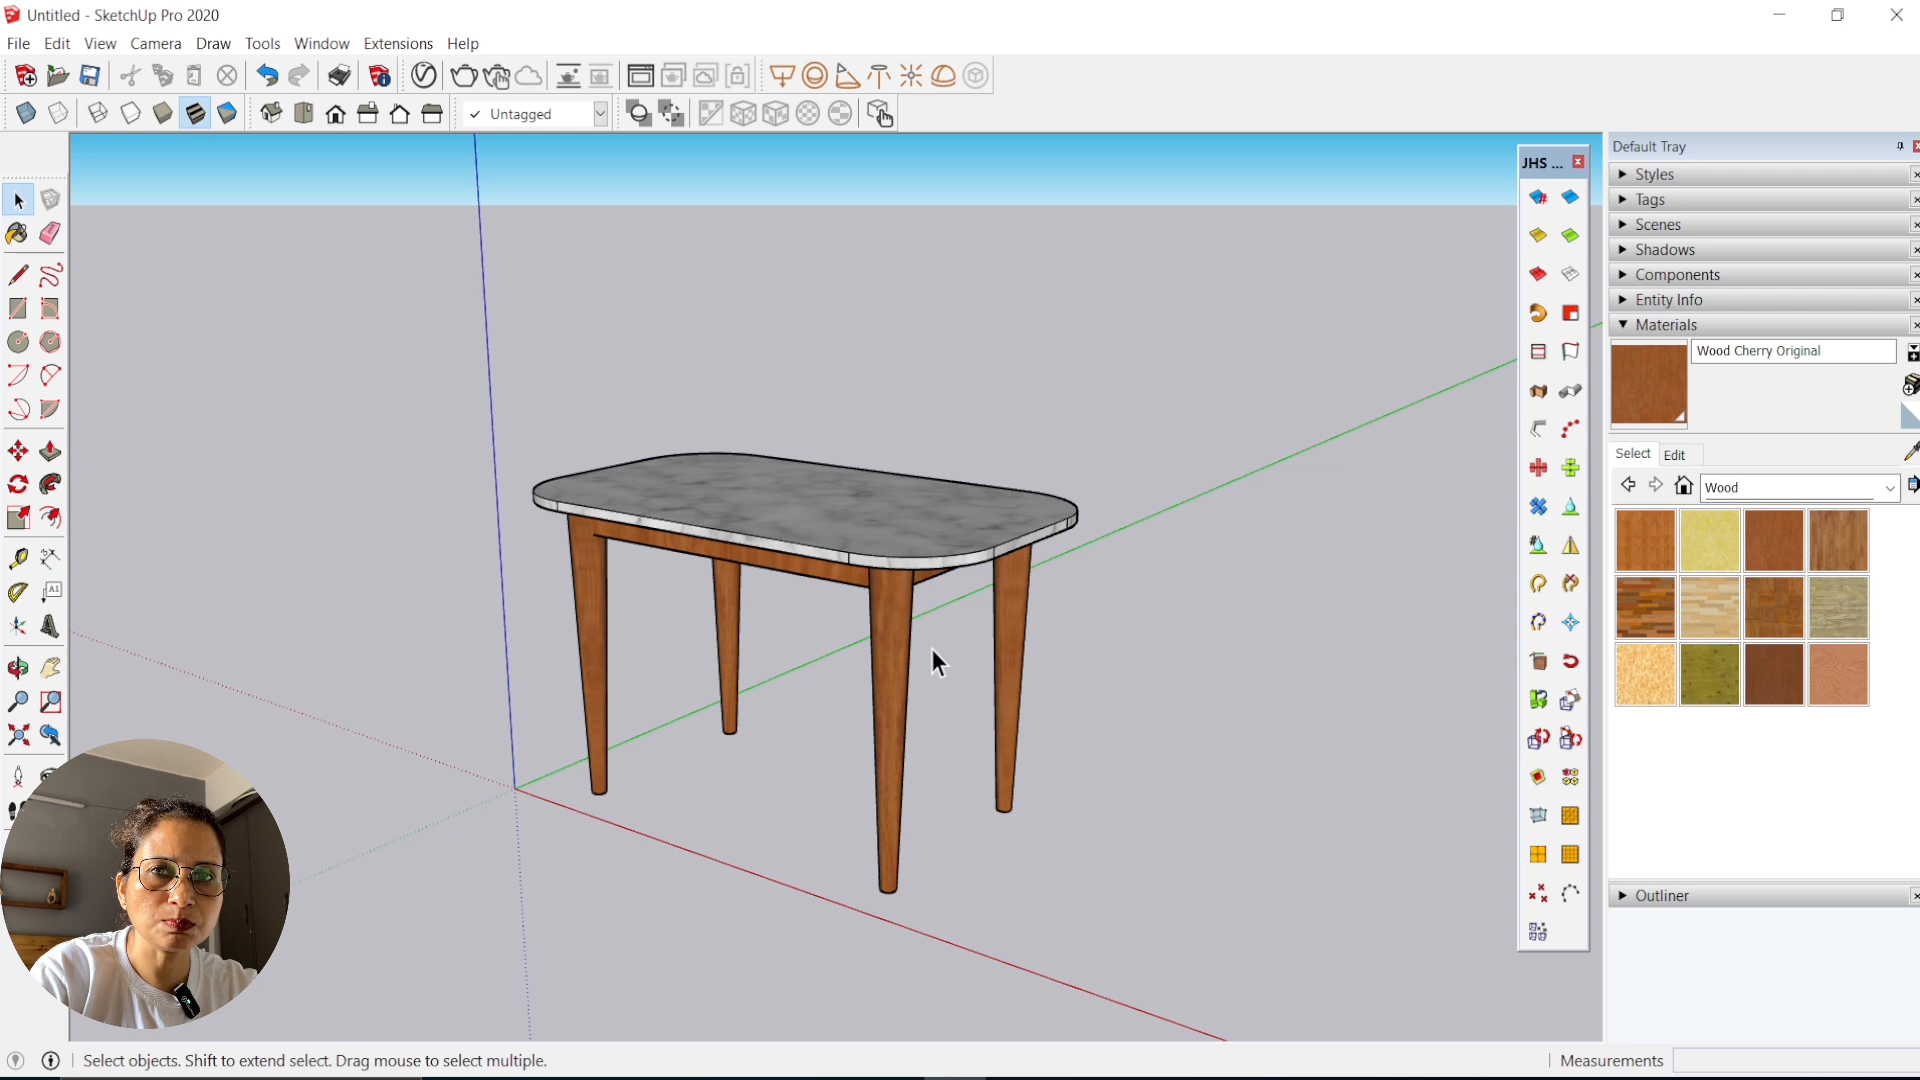 Untitled - SketchUp Pro 2020
File Edit View Camera Draw Tools Window Extensions Help
✓ Untagged
JHS ...
Default Tray
Styles
Tags
Scenes
Shadows
Components
Entity Info
Materials
Wood Cherry Original
Select Edit
Wood
Outliner
A1
Select objects. Shift to extend select. Drag mouse to select multiple.
Measurements